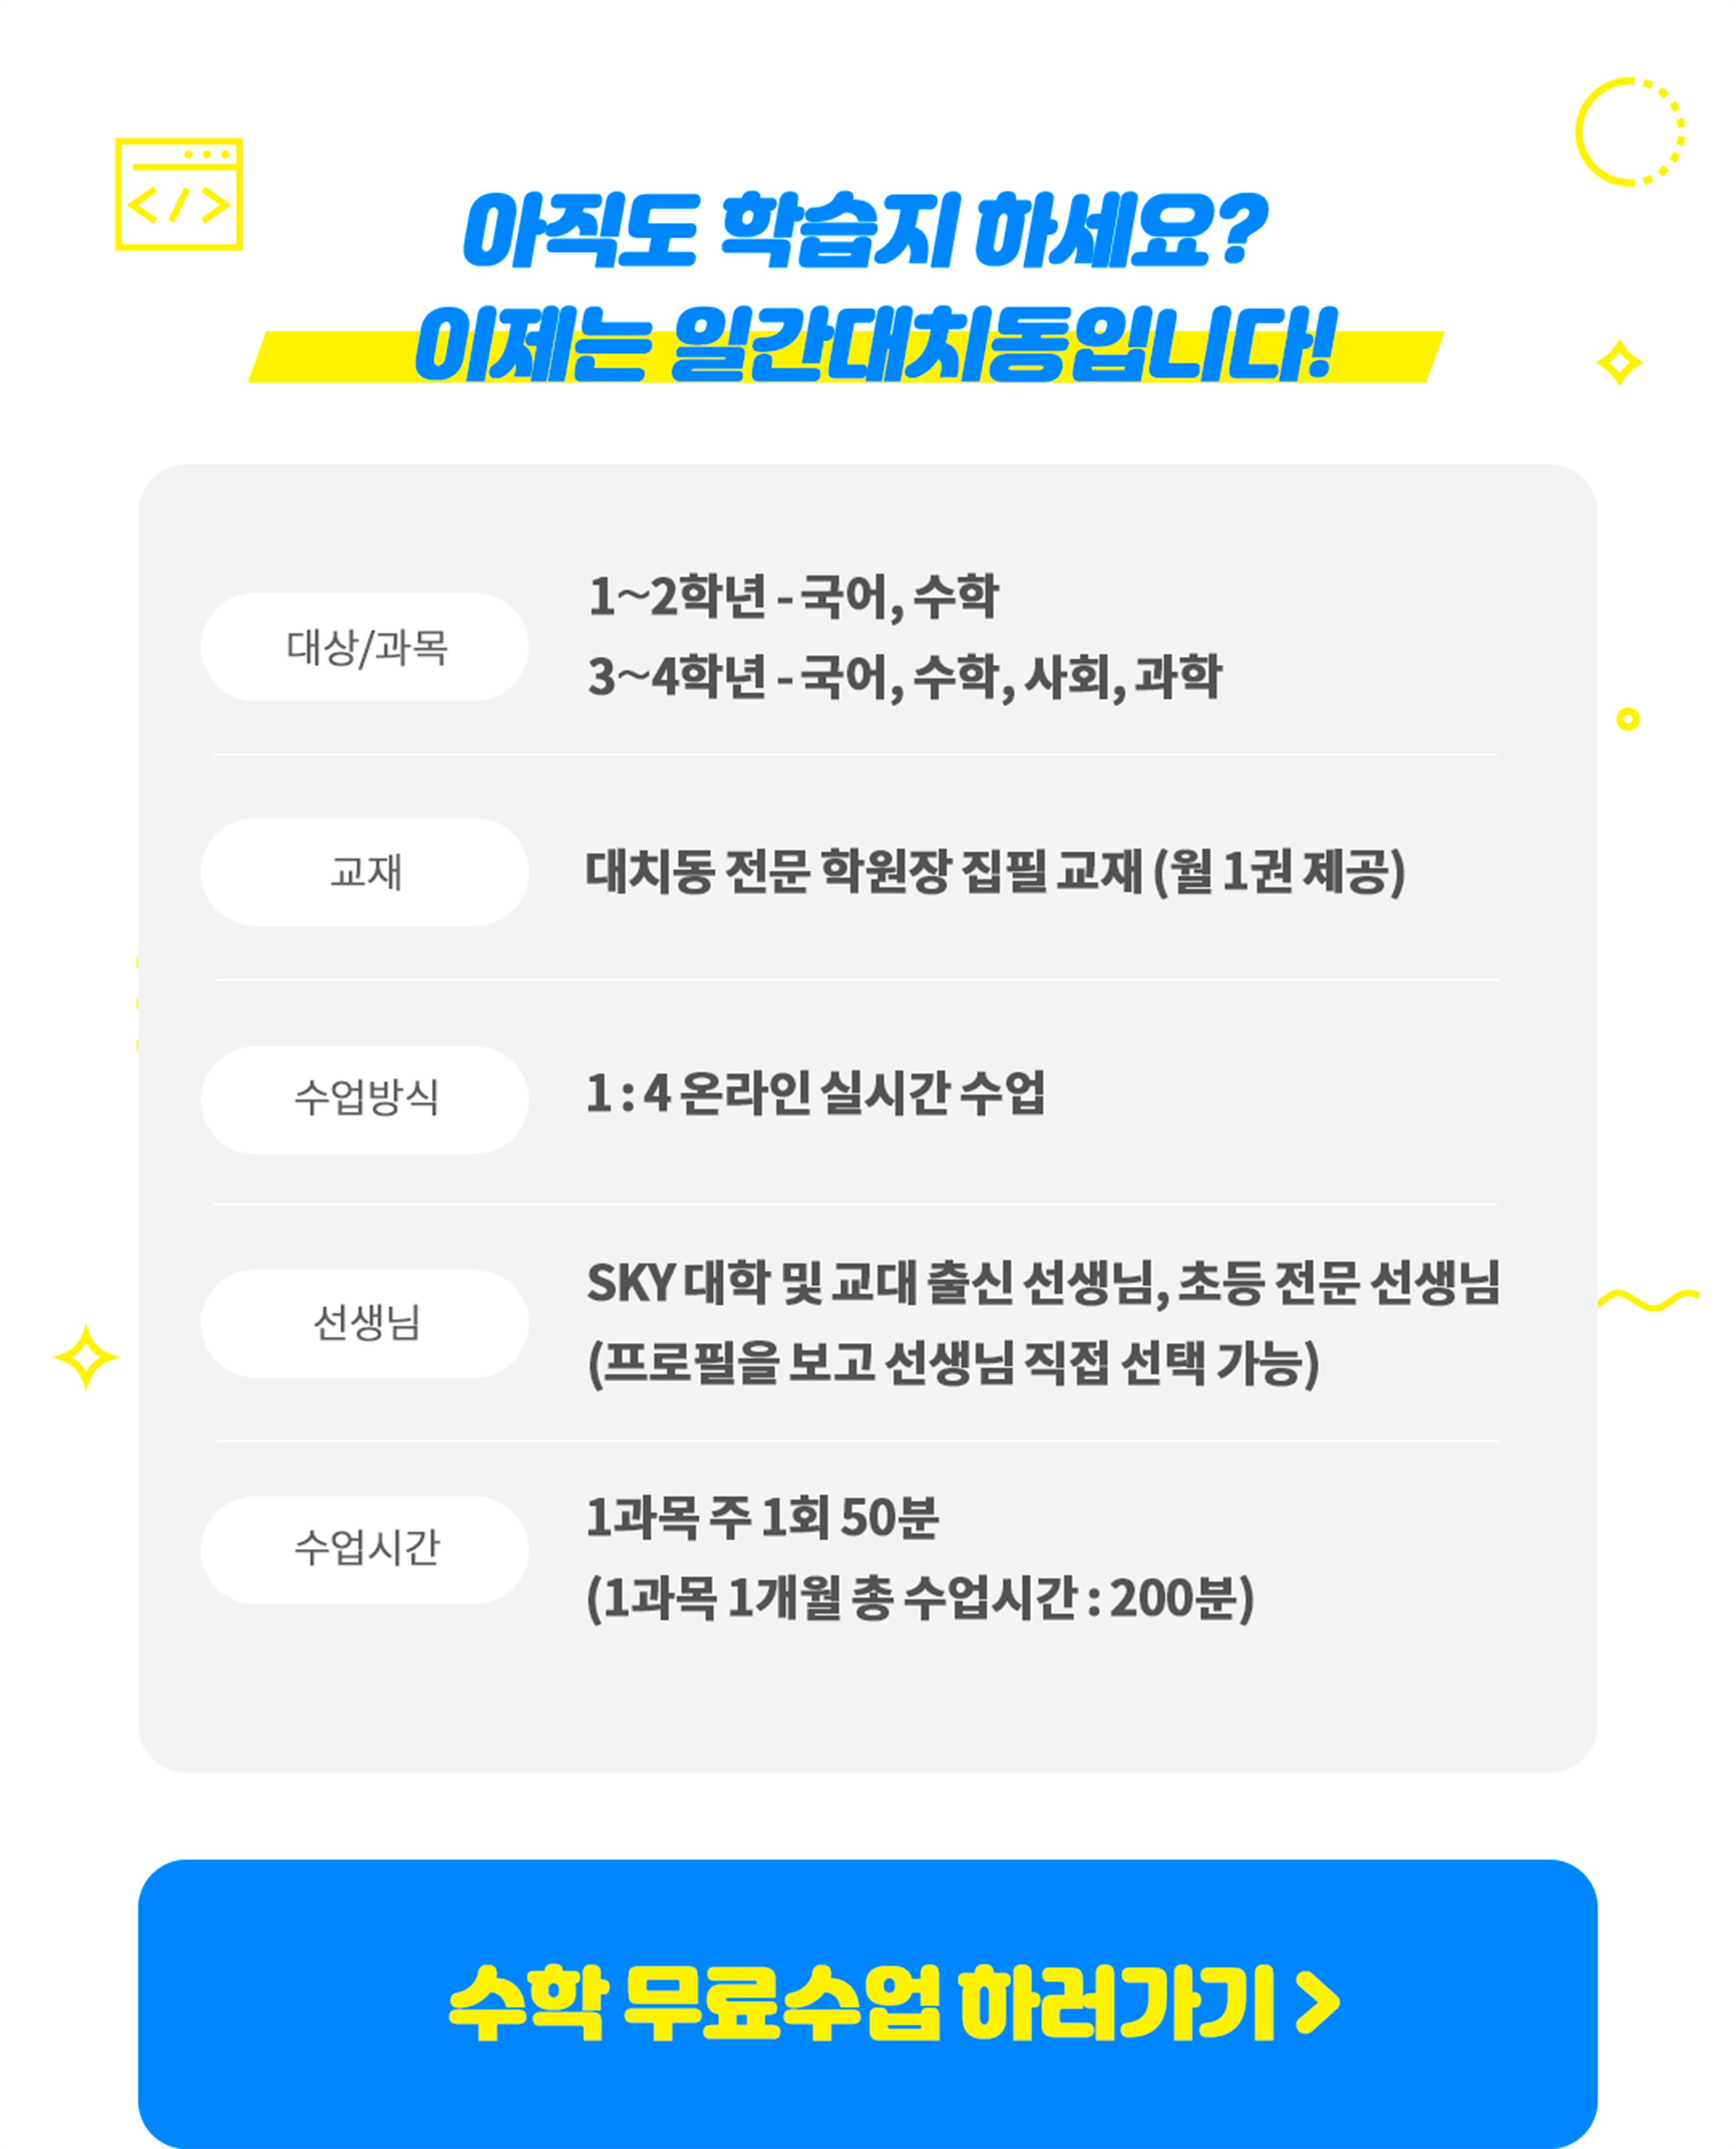 </>
아직도 학습지 하세요?
이제는 일간대치동입니다!
대상/과목
1~2학년 - 국어, 수학
3~4학년 - 국어, 수학, 사회, 과학
교재
대치동 전문 학원장 집필 교재 (월 1권 제공)
수업방식
1 : 4 온라인 실시간 수업
선생님
SKY 대학 및 교대 출신 선생님, 초등 전문 선생님
(프로필을 보고 선생님 직접 선택 가능)
수업시간
1과목 주 1회 50분
(1과목 1개월 총 수업시간 : 200분)
수학 무료수업 하러가기 >